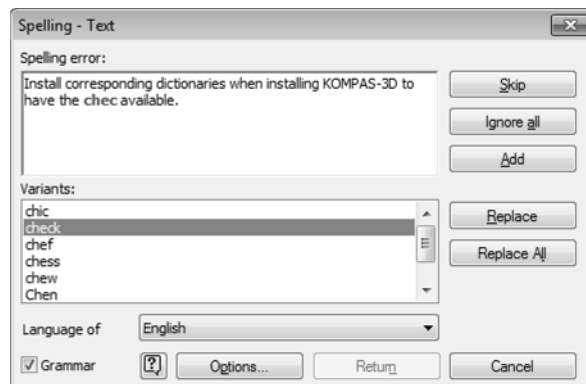 Spelling - Text
Spelling error:
Install corresponding dictionaries when installing KOMPAS-3D to
have the chec available.
Skip
Ignore all
Add
Variants:
chic
check
chef
chess
chew
Chen
Replace
Replace All
Language of
English
Grammar
Options...
Return
Cancel